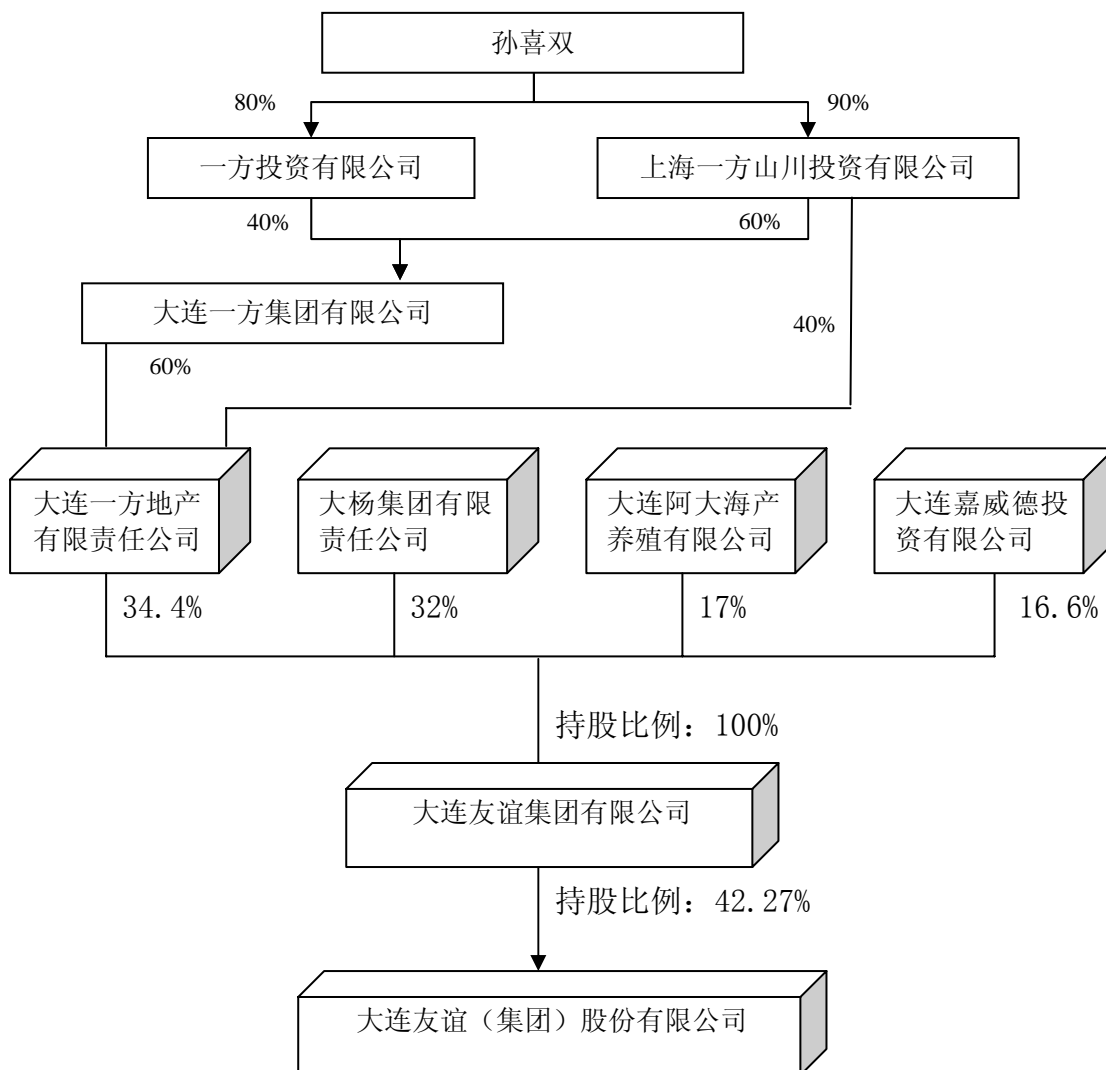 孙喜双
80%
90%
一方投资有限公司
上海一方山川投资有限公司
40%
60%
大连一方集团有限公司
40%
60%
大连一方地产
有限责任公司
大杨集团有限
责任公司
大连阿大海产
养殖有限公司
大连嘉威德投
资有限公司
34.4%
32%
17%
16.6%
持股比例：100%
大连友谊集团有限公司
持股比例：42.27%
大连友谊（集团）股份有限公司